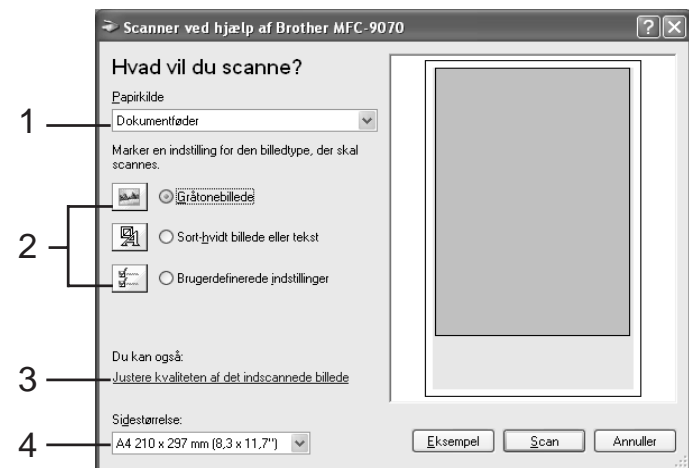 Scanner ved hjælp af Brother MFC-9070
Hvad vil du scanne?
Papirkilde
1
Dokumentføder
Marker en indstilling for den billedtype, der skal
scannes.
Gråtonebillede
2
Sort-hvidt billede eller tekst
Brugerdefinerede indstillinger
Du kan også:
3
Justere kvaliteten af det indscannede billede
Sidestørrelse:
4
A4 210 x 297 mm (8,3 x 11,7")
Eksempel
Scan
Annuller